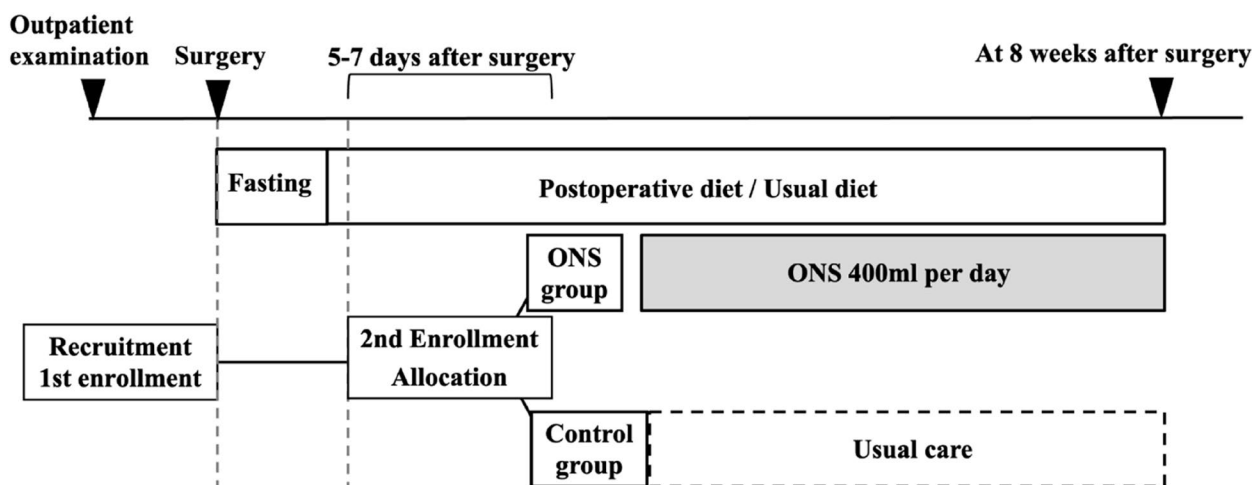 Outpatient
examination
Surgery
5-7 days after surgery
At 8 weeks after surgery
Fasting
Postoperative diet / Usual diet
ONS
group
ONS 400ml per day
Recruitment
1st enrollment
2nd Enrollment
Allocation
Control
group
Usual care